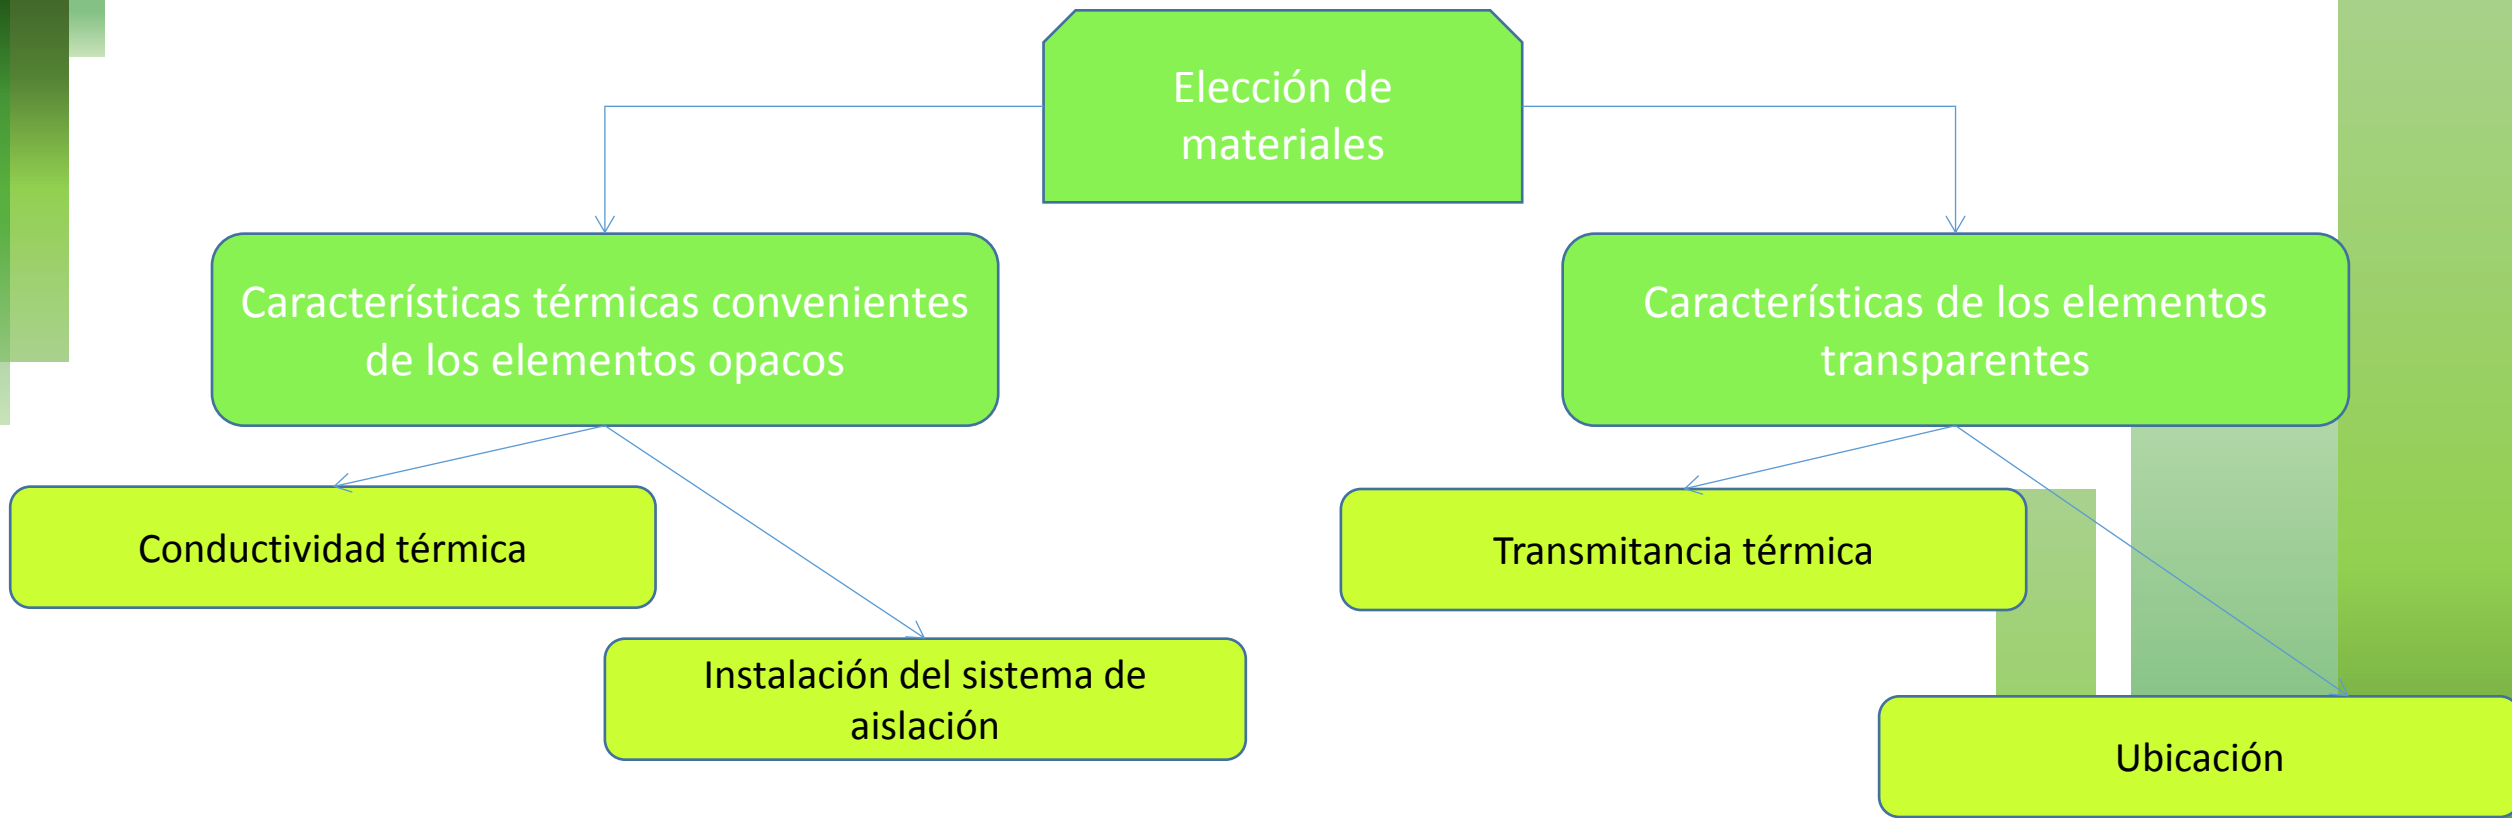 Elección de
materiales
Características térmicas convenientes
de los elementos opacos
Características de los elementos
transparentes
Conductividad térmica
Transmitancia térmica
Instalación del sistema de
aislación
Ubicación